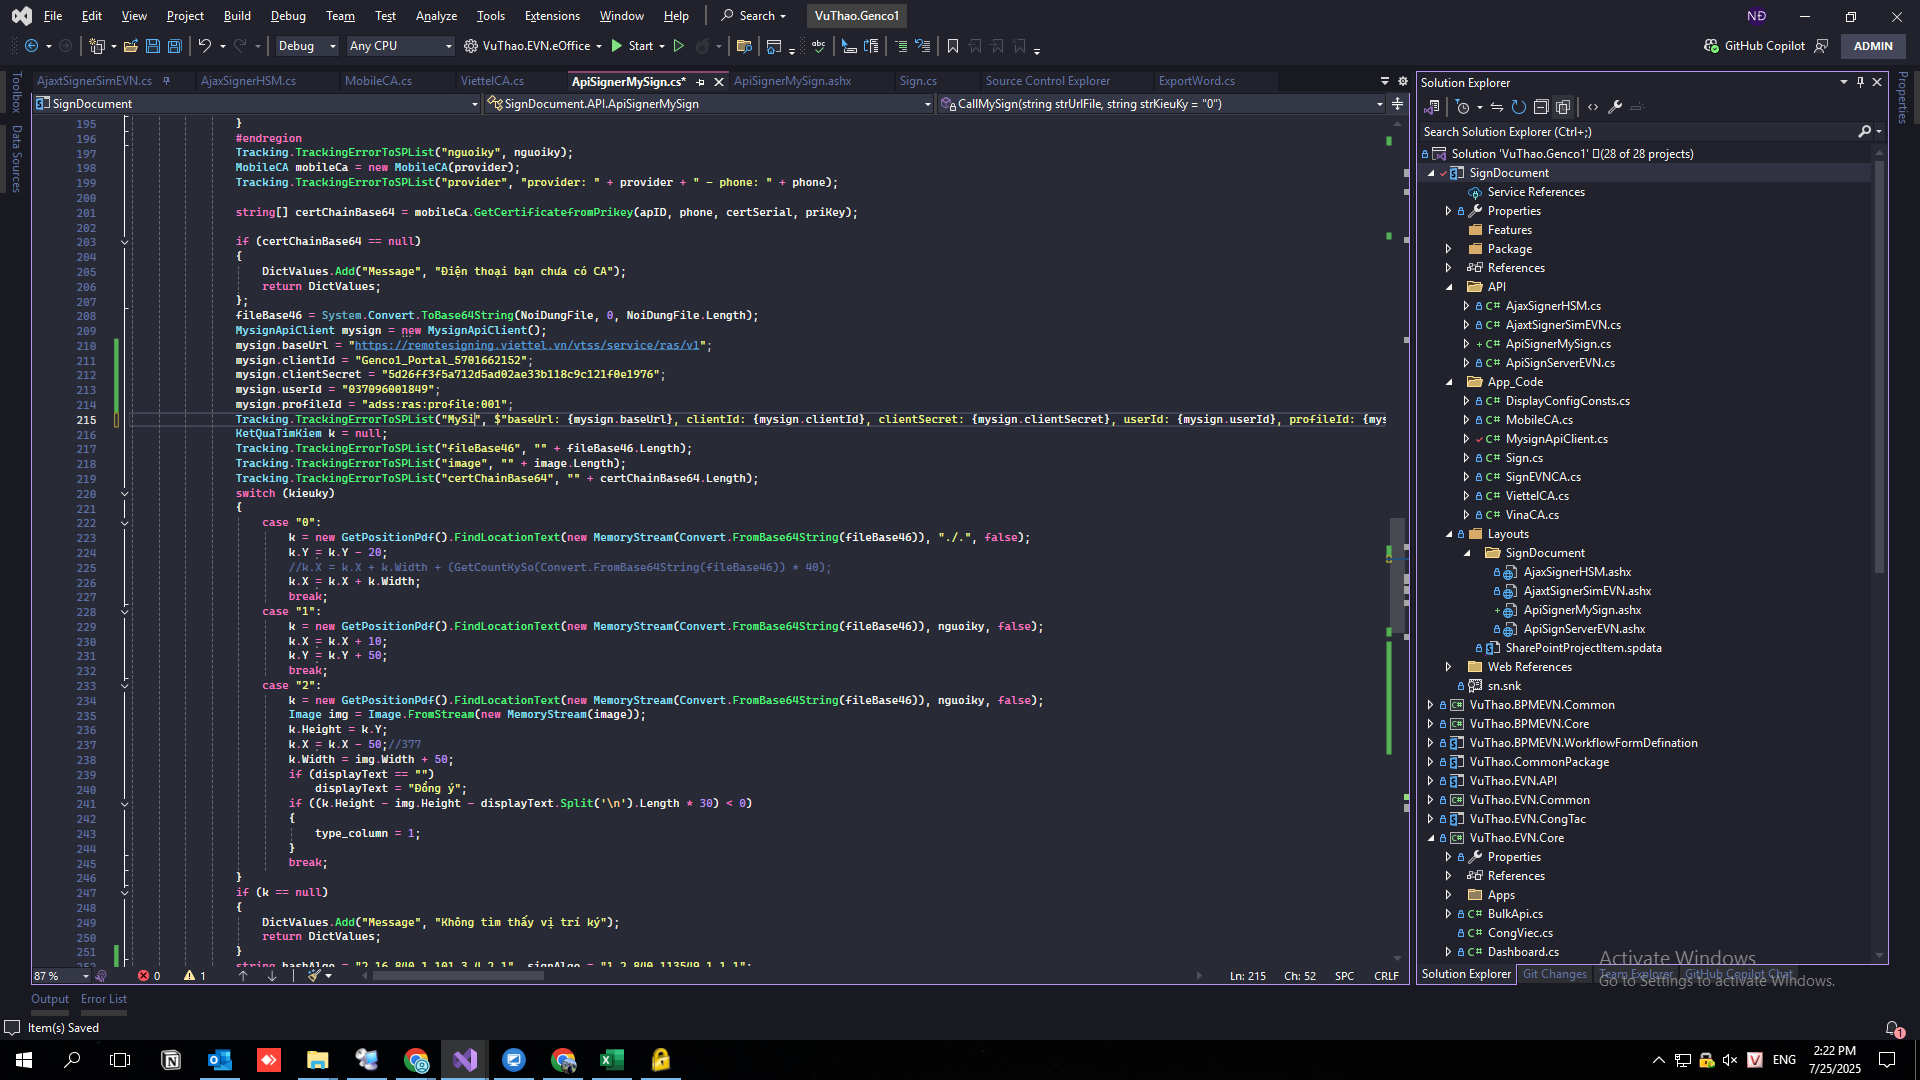 File Edit View Project Build Debug Team Test Analyze Tools Extensions Window Help Search VuThao.Genco1 NĐ
Debug Any CPU VuThao.EVN.eOffice Start GitHub Copilot ADMIN
AjaxtSignerSimEVN.cs AjaxSignerHSM.cs MobileCA.cs ViettelCA.cs ApiSignerMySign.cs* ApiSignerMySign.ashx Sign.cs Source Control Explorer ExportWord.cs
SignDocument SignDocument.API.ApiSignerMySign CallMySign(string strUrlFile, string strKieuKy = "0")
Toolbox
Data Sources
195 }
196 #endregion
197 Tracking.TrackingErrorToSPList("nguoiky", nguoiky);
198 MobileCA mobileCa = new MobileCA(provider);
199 Tracking.TrackingErrorToSPList("provider", "provider: " + provider + " - phone: " + phone);
200
201 string[] certChainBase64 = mobileCa.GetCertificatefromPrikey(apID, phone, certSerial, priKey);
202
203 if (certChainBase64 == null)
204 {
205 DictValues.Add("Message", "Điện thoại bạn chưa có CA");
206 return DictValues;
207 };
208 fileBase46 = System.Convert.ToBase64String(NoiDungFile, 0, NoiDungFile.Length);
209 MysignApiClient mysign = new MysignApiClient();
210 mysign.baseUrl = "https://remotesigning.viettel.vn/vtss/service/ras/v1";
211 mysign.clientId = "Genco1_Portal_5701662152";
212 mysign.clientSecret = "5d26ff3f5a712d5ad02ae33b118c9c121f0e1976";
213 mysign.userId = "037096001849";
214 mysign.profileId = "adss:ras:profile:001";
215 Tracking.TrackingErrorToSPList("MySi", $"baseUrl: {mysign.baseUrl}, clientId: {mysign.clientId}, clientSecret: {mysign.clientSecret}, userId: {mysign.userId}, profileId: {mys
216 KetQuaTimKiem k = null;
217 Tracking.TrackingErrorToSPList("fileBase46", "" + fileBase46.Length);
218 Tracking.TrackingErrorToSPList("image", "" + image.Length);
219 Tracking.TrackingErrorToSPList("certChainBase64", "" + certChainBase64.Length);
220 switch (kieuky)
221 {
222 case "0":
223 k = new GetPositionPdf().FindLocationText(new MemoryStream(Convert.FromBase64String(fileBase46)), "./.", false);
224 k.Y = k.Y - 20;
225 //k.X = k.X + k.Width + (GetCountKySo(Convert.FromBase64String(fileBase46)) * 40);
226 k.X = k.X + k.Width;
227 break;
228 case "1":
229 k = new GetPositionPdf().FindLocationText(new MemoryStream(Convert.FromBase64String(fileBase46)), nguoiky, false);
230 k.X = k.X + 10;
231 k.Y = k.Y + 50;
232 break;
233 case "2":
234 k = new GetPositionPdf().FindLocationText(new MemoryStream(Convert.FromBase64String(fileBase46)), nguoiky, false);
235 Image img = Image.FromStream(new MemoryStream(image));
236 k.Height = k.Y;
237 k.X = k.X - 50;//377
238 k.Width = img.Width + 50;
239 if (displayText == "")
240 displayText = "Đồng ý";
241 if ((k.Height - img.Height - displayText.Split('\n').Length * 30) < 0)
242 {
243 type_column = 1;
244 }
245 break;
246 }
247 if (k == null)
248 {
249 DictValues.Add("Message", "Không tìm thấy vị trí ký");
250 return DictValues;
251 }
252 string hashAlgo = "2.16.840.1.101.3.4.2.1", signAlgo = "1.2.840.113549.1.1.1";
87 % 0 1 Ln: 215 Ch: 52 SPC CRLF
Solution Explorer
Search Solution Explorer (Ctrl+;)
Solution 'VuThao.Genco1' (28 of 28 projects)
SignDocument
Service References
Properties
Features
Package
References
API
C# AjaxSignerHSM.cs
C# AjaxtSignerSimEVN.cs
C# ApiSignerMySign.cs
C# ApiSignServerEVN.cs
App_Code
C# DisplayConfigConsts.cs
C# MobileCA.cs
C# MysignApiClient.cs
C# Sign.cs
C# SignEVNCA.cs
C# ViettelCA.cs
C# VinaCA.cs
Layouts
SignDocument
AjaxSignerHSM.ashx
AjaxtSignerSimEVN.ashx
ApiSignerMySign.ashx
ApiSignServerEVN.ashx
SharePointProjectItem.spdata
Web References
sn.snk
VuThao.BPMEVN.Common
VuThao.BPMEVN.Core
VuThao.BPMEVN.WorkflowFormDefination
VuThao.CommonPackage
VuThao.EVN.API
VuThao.EVN.Common
VuThao.EVN.CongTac
VuThao.EVN.Core
Properties
References
Apps
C# BulkApi.cs
C# CongViec.cs
C# Dashboard.cs
Solution Explorer Git Changes Team Explorer GitHub Copilot Chat
Properties
Activate Windows
Go to Settings to activate Windows.
Output Error List
Item(s) Saved
1
ENG
2:22 PM
7/25/2025